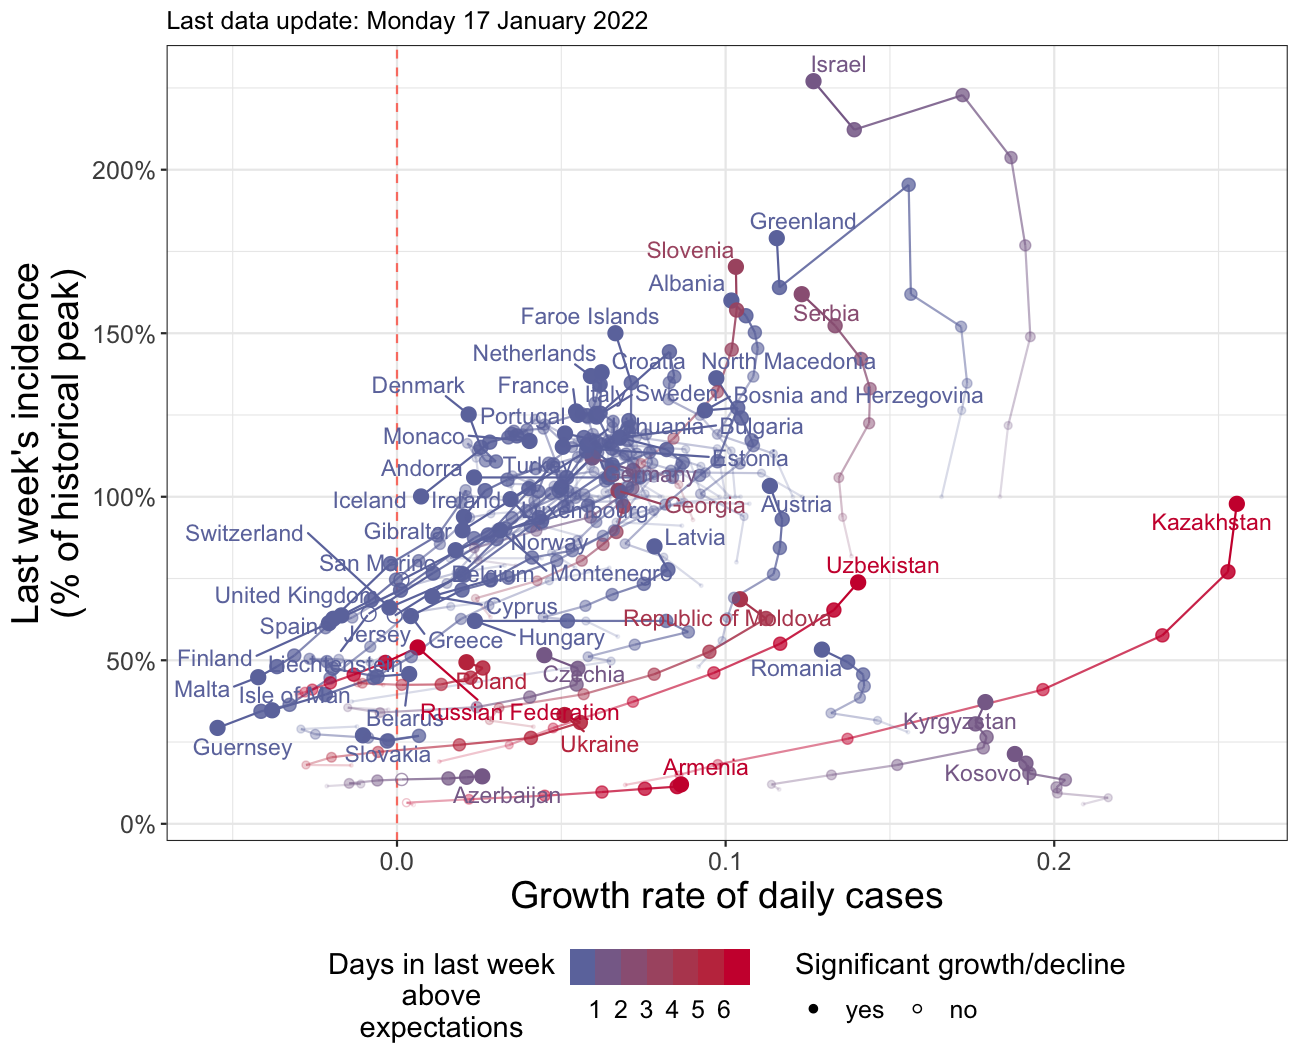 Last data update: Monday 17 January 2022
Last week's incidence
(% of historical peak)
200%
150%
100%
50%
0%
Israel
Greenland
Slovenia
Albania
Serbia
Faroe Islands
Netherlands
Croatia
North Macedonia
Denmark
France
Italy
Sweden
Bosnia and Herzegovina
Portugal
Lithuania
Bulgaria
Monaco
Andorra
Turkey
Germany
Estonia
Iceland
Ireland
Luxembourg
Georgia
Austria
Kazakhstan
Switzerland
Gibraltar
Norway
Latvia
San Marino
Belgium
Montenegro
Uzbekistan
United Kingdom
Cyprus
Republic of Moldova
Spain
Jersey
Greece
Hungary
Finland
Liechtenstein
Czechia
Romania
Malta
Isle of Man
Poland
Belarus
Russian Federation
Kyrgyzstan
Guernsey
Slovakia
Ukraine
Armenia
Kosovo
Azerbaijan
0.0
0.1
0.2
Growth rate of daily cases
Days in last week
above
expectations
1 2 3 4 5 6
Significant growth/decline
yes
no